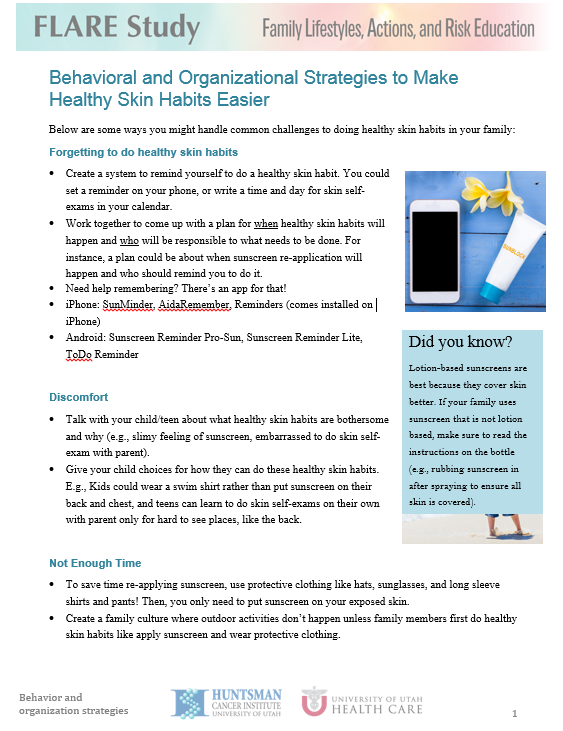 FLARE Study Family Lifestyles, Actions, and Risk Education
Behavioral and Organizational Strategies to Make
Healthy Skin Habits Easier
Below are some ways you might handle common challenges to doing healthy skin habits in your family:
Forgetting to do healthy skin habits
• Create a system to remind yourself to do a healthy skin habit. You could
set a reminder on your phone, or write a time and day for skin self-
exams in your calendar.
• Work together to come up with a plan for when healthy skin habits will
happen and who will be responsible to what needs to be done. For
instance, a plan could be about when sunscreen re-application will
happen and who should remind you to do it.
• Need help remembering? There's an app for that!
• iPhone: SunMinder, AidaRemember, Reminders (comes installed on
iPhone)
• Android: Sunscreen Reminder Pro-Sun, Sunscreen Reminder Lite,
ToDo Reminder
SUNBLOCK
Did you know?
Lotion-based sunscreens are
best because they cover skin
better. If your family uses
sunscreen that is not lotion
based, make sure to read the
instructions on the bottle
(e.g., rubbing sunscreen in
after spraying to ensure all
skin is covered).
Discomfort
• Talk with your child/teen about what healthy skin habits are bothersome
and why (e.g., slimy feeling of sunscreen, embarrassed to do skin self-
exam with parent).
• Give your child choices for how they can do these healthy skin habits.
E.g., Kids could wear a swim shirt rather than put sunscreen on their
back and chest, and teens can learn to do skin self-exams on their own
with parent only for hard to see places, like the back.
Not Enough Time
• To save time re-applying sunscreen, use protective clothing like hats, sunglasses, and long sleeve
shirts and pants! Then, you only need to put sunscreen on your exposed skin.
• Create a family culture where outdoor activities don't happen unless family members first do healthy
skin habits like apply sunscreen and wear protective clothing.
Behavior and
organization strategies
HUNTSMAN
CANCER INSTITUTE
UNIVERSITY OF UTAH
UNIVERSITY OF UTAH
HEALTH CARE
1